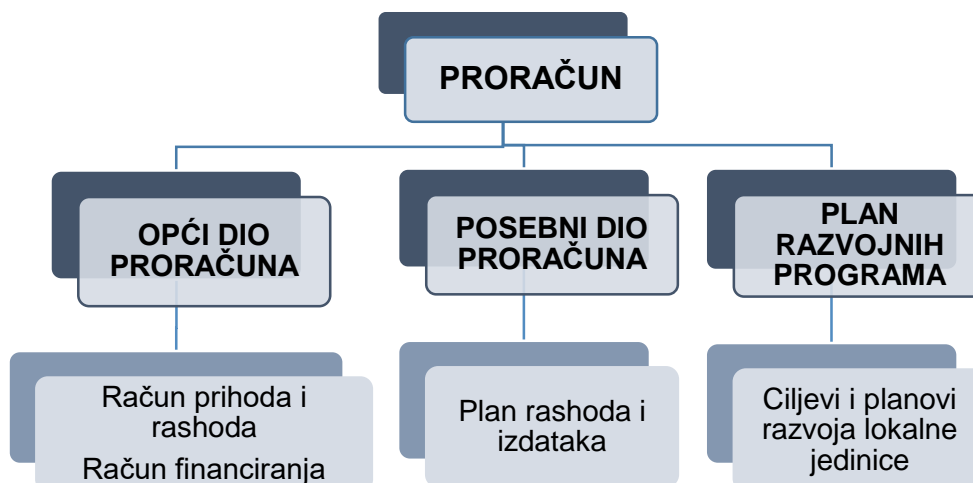 PRORAČUN
OPĆI DIO
PRORAČUNA
POSEBNI DIO
PRORAČUNA
PLAN
RAZVOJNIH
PROGRAMA
Račun prihoda i
rashoda
Račun financiranja
Plan rashoda i
izdataka
Ciljevi i planovi
razvoja lokalne
jedinice